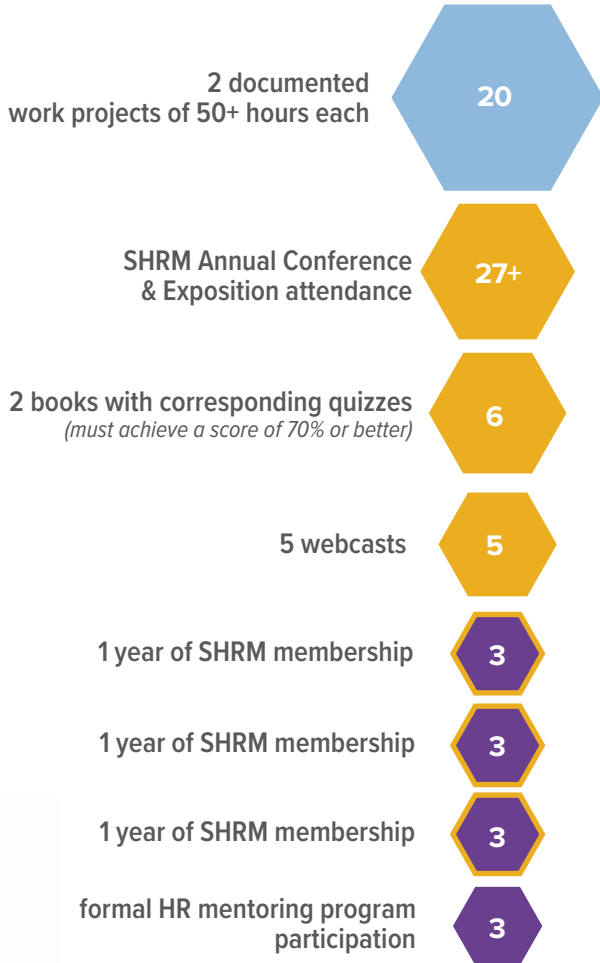 2 documented
work projects of 50+ hours each
20
SHRM Annual Conference
& Exposition attendance
27+
2 books with corresponding quizzes
(must achieve a score of 70% or better)
6
5 webcasts
5
1 year of SHRM membership
3
1 year of SHRM membership
3
1 year of SHRM membership
3
formal HR mentoring program
participation
3